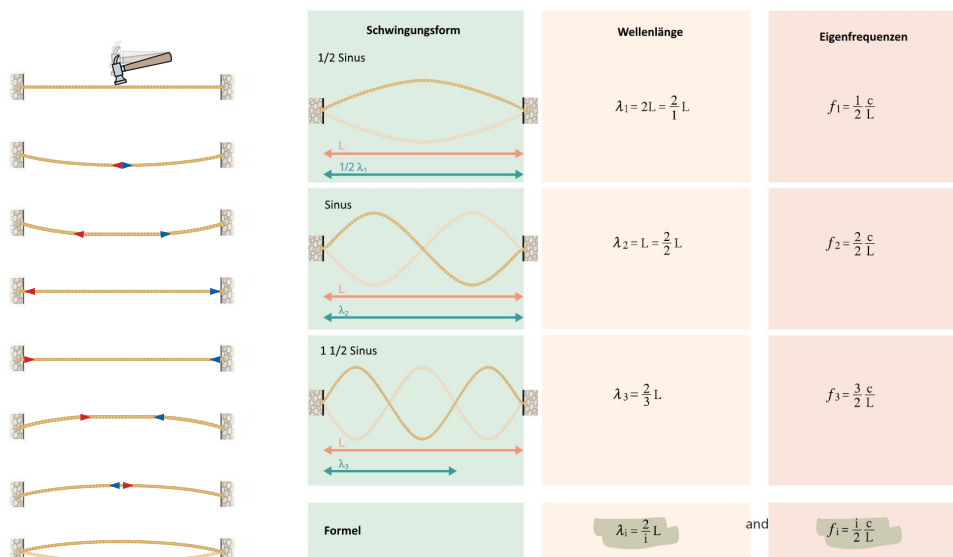 Schwingungsform
Wellenlänge
Eigenfrequenzen
1/2 Sinus
λ₁ = 2L = 2/1 L
f₁ = 1/2 c/L
L
1/2 λ₁
Sinus
λ₂ = L = 2/2 L
f₂ = 2/2 c/L
L
λ₂
1 1/2 Sinus
λ₃ = 2/3 L
f₃ = 3/2 c/L
L
λ₃
Formel
λᵢ = 2/i L
and
fᵢ = i/2 c/L